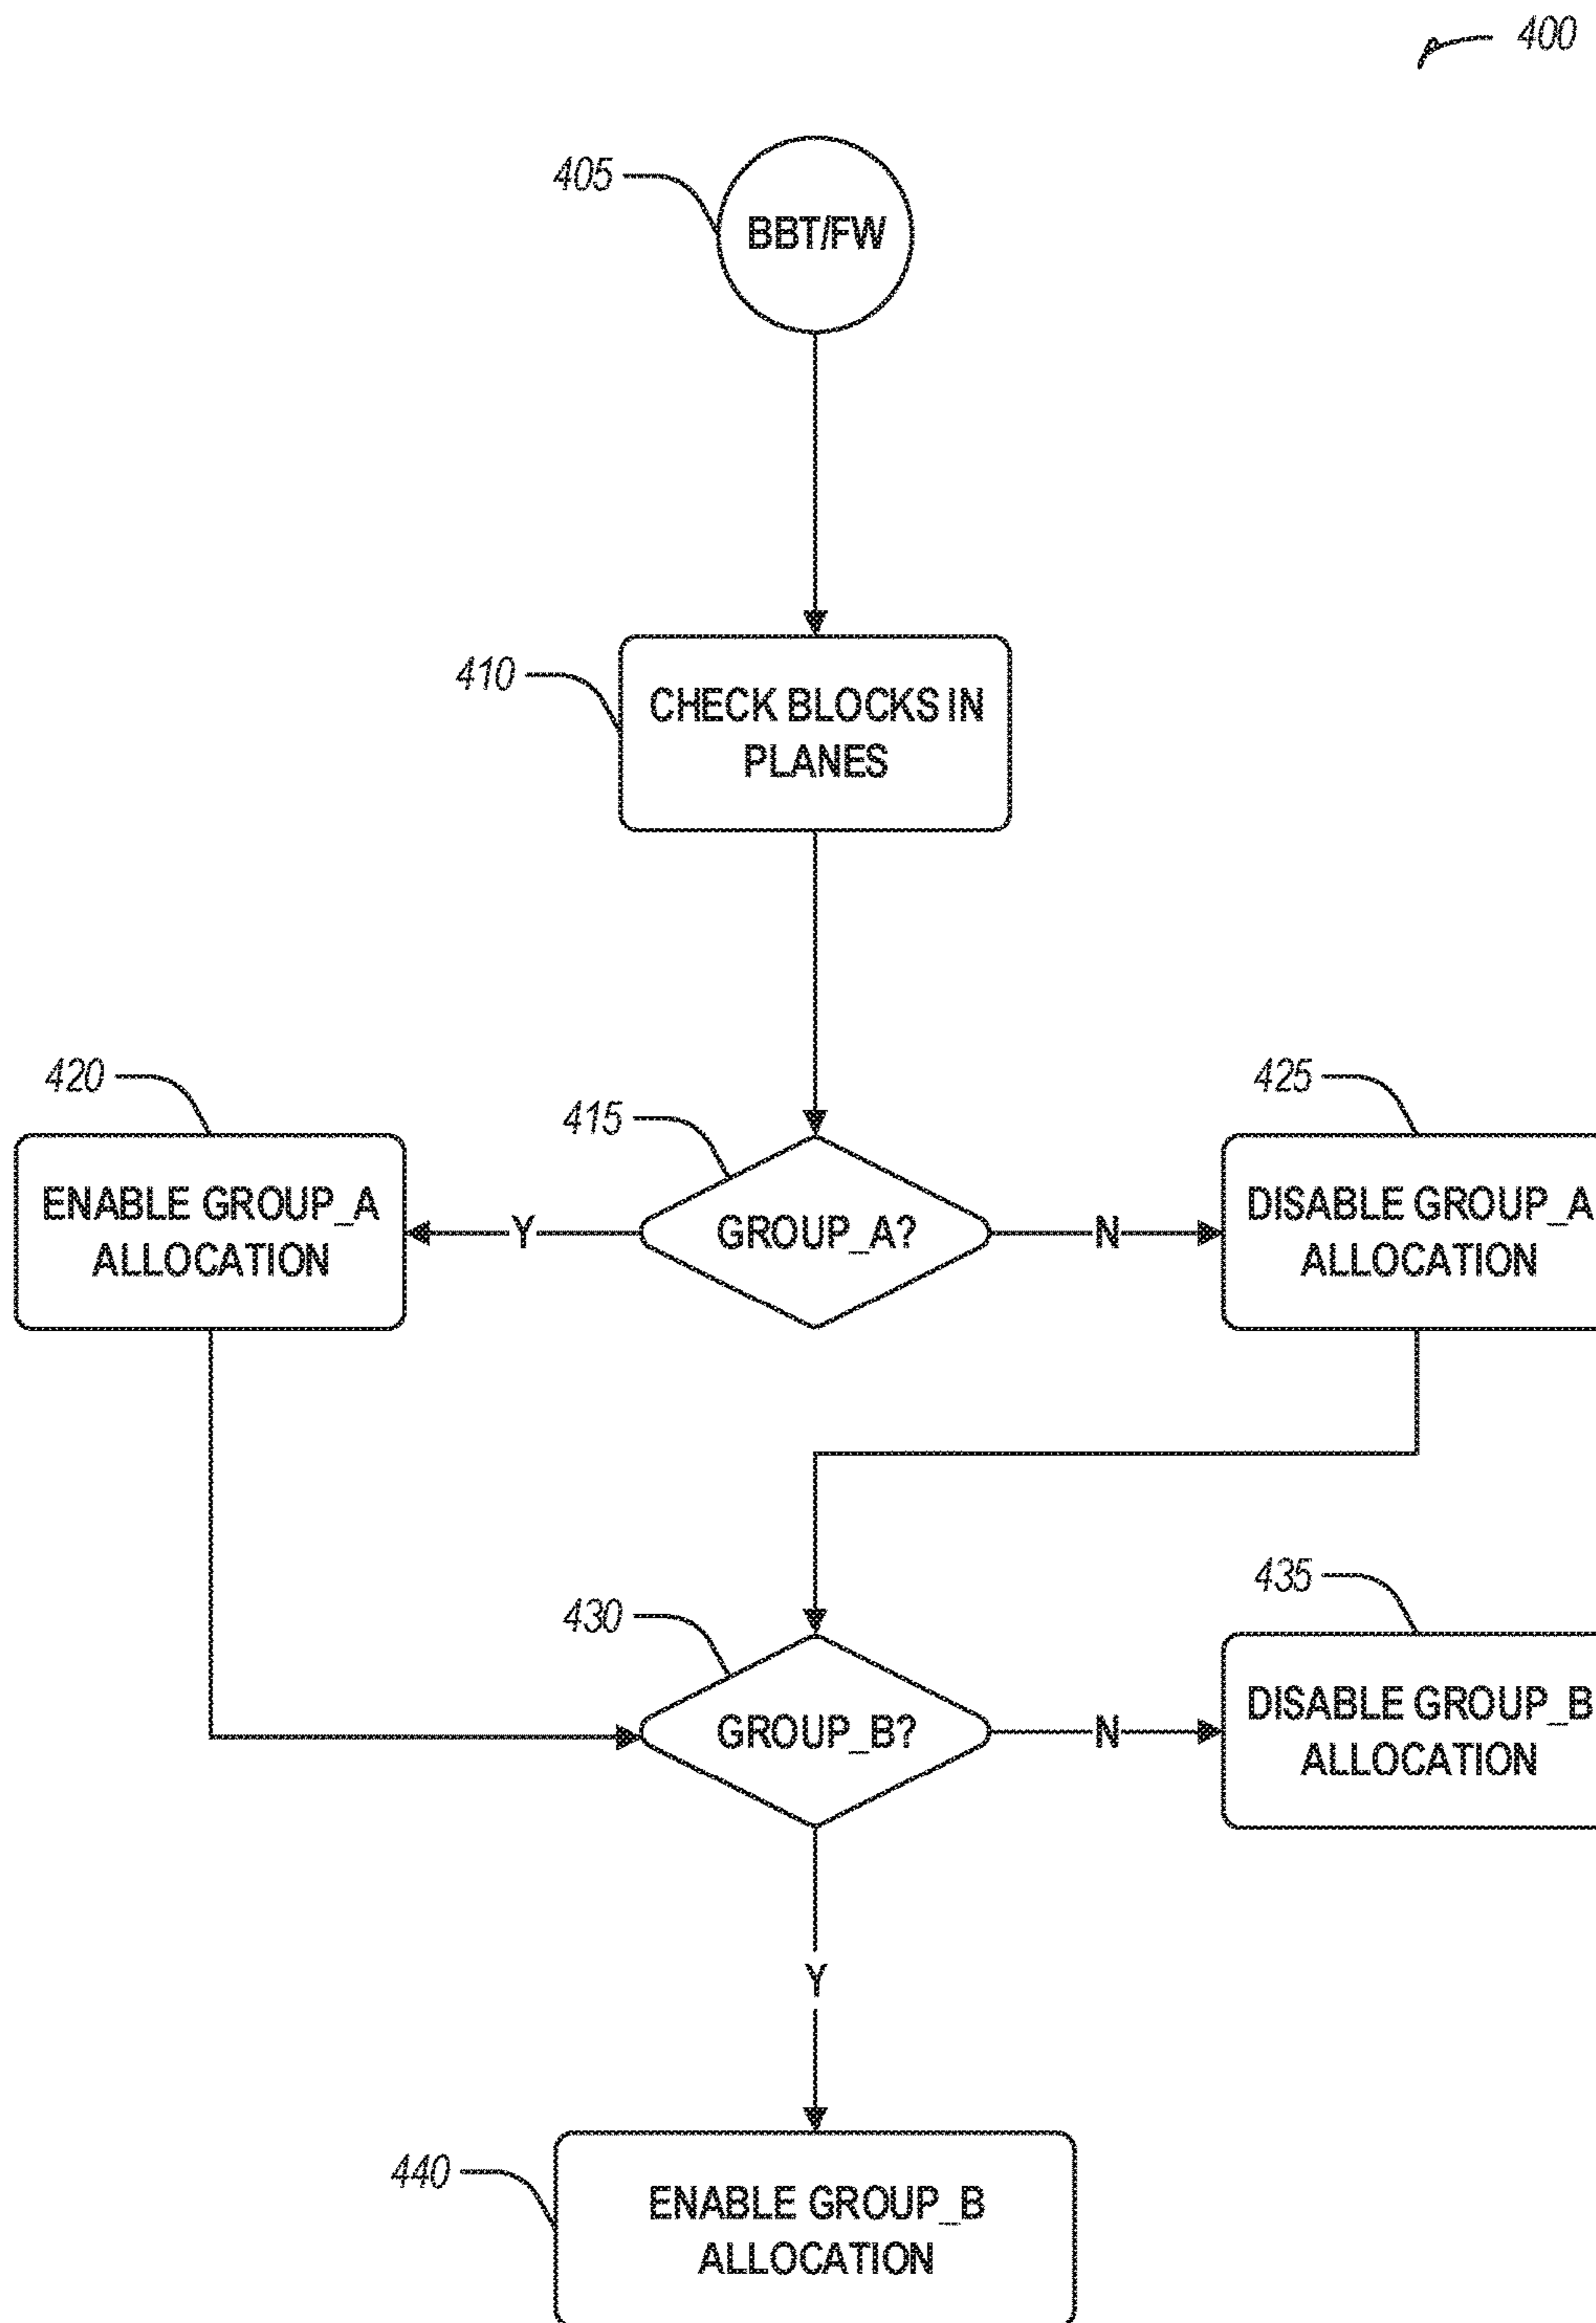 400
405
BBT/FW
410
CHECK BLOCKS IN
PLANES
420
415
425
ENABLE GROUP_A
ALLOCATION
Y
GROUP_A?
N
DISABLE GROUP_A
ALLOCATION
430
435
GROUP_B?
N
DISABLE GROUP_B
ALLOCATION
Y
440
ENABLE GROUP_B
ALLOCATION